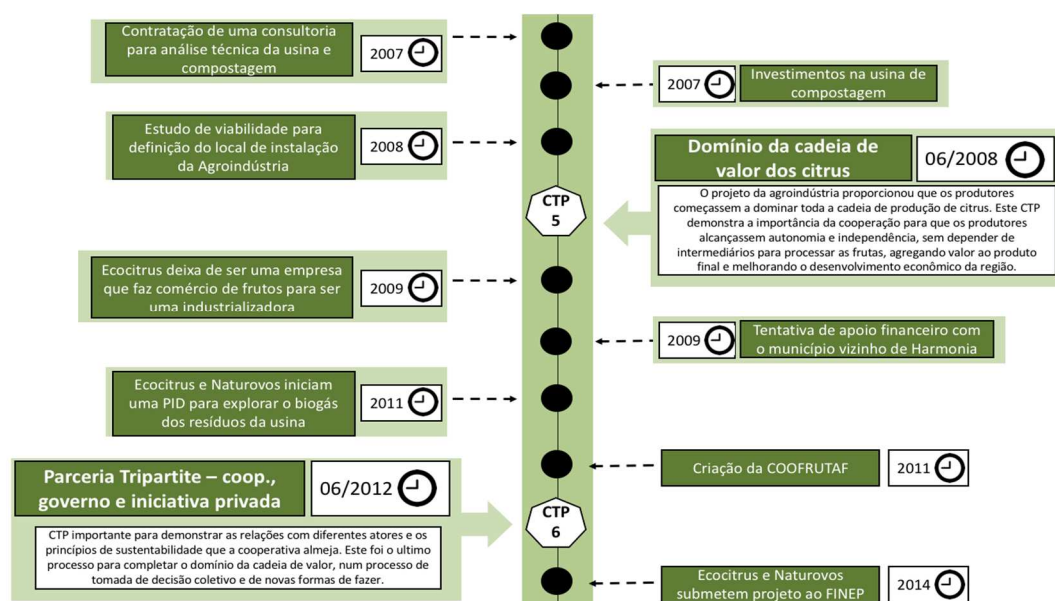 Contratação de uma consultoria
para análise técnica da usina e
compostagem
2007
2007
Investimentos na usina de
compostagem
Estudo de viabilidade para
definição do local de instalação
da Agroindústria
2008
Domínio da cadeia de
valor dos citrus
06/2008
O projeto da agroindústria proporcionou que os produtores
começassem a dominar toda a cadeia de produção de citrus. Este CTP
demonstra a importância da cooperação para que os produtores
alcançassem autonomia e independência, sem depender de
intermediários para processar as frutas, agregando valor ao produto
final e melhorando o desenvolvimento econômico da região.
CTP
5
Ecocitrus deixa de ser uma empresa
que faz comércio de frutos para ser
uma industrializadora
2009
2009
Tentativa de apoio financeiro com
o município vizinho de Harmonia
Ecocitrus e Naturovos iniciam
uma PID para explorar o biogás
dos resíduos da usina
2011
Criação da COOFRUTAF
2011
Parceria Tripartite – coop.,
governo e iniciativa privada
06/2012
CTP importante para demonstrar as relações com diferentes atores e os
princípios de sustentabilidade que a cooperativa almeja. Este foi o ultimo
processo para completar o domínio da cadeia de valor, num processo de
tomada de decisão coletivo e de novas formas de fazer.
CTP
6
Ecocitrus e Naturovos
submetem projeto ao FINEP
2014